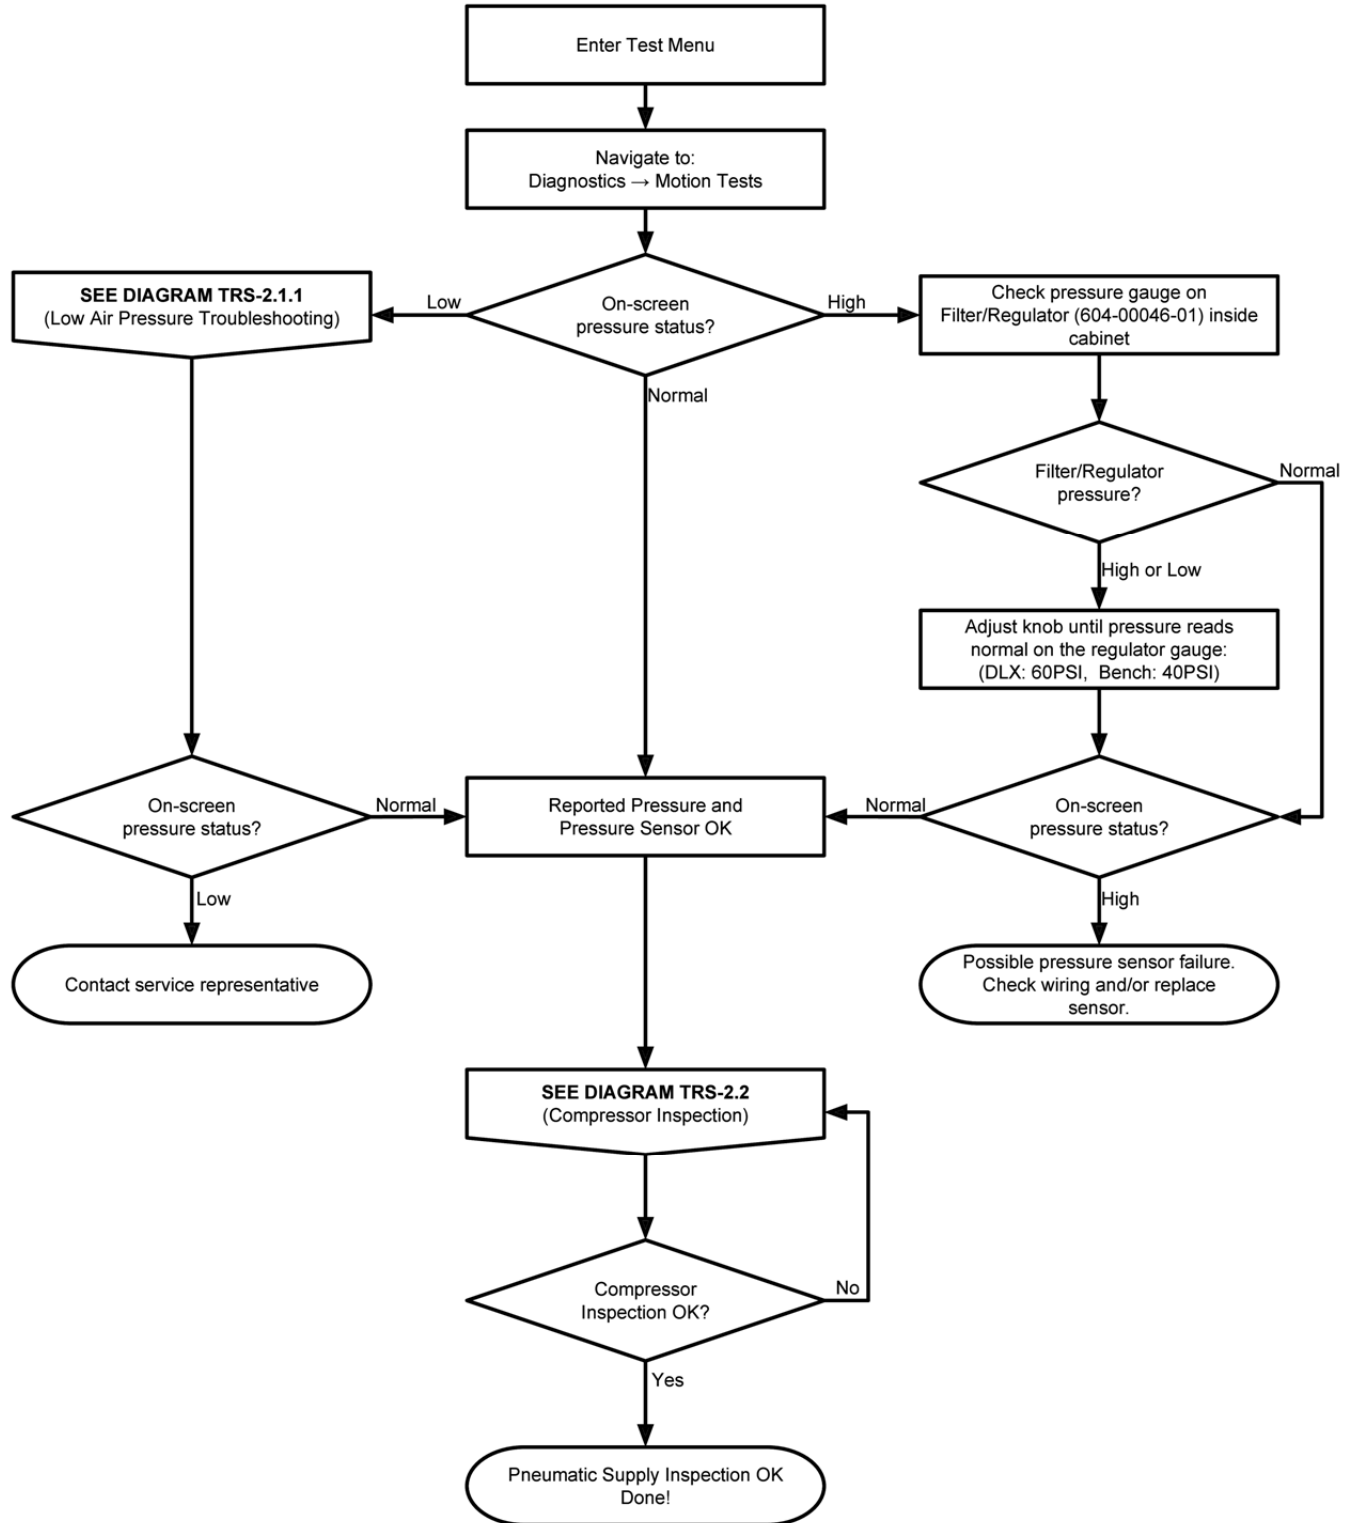 Enter Test Menu
Navigate to:
Diagnostics → Motion Tests
SEE DIAGRAM TRS-2.1.1
(Low Air Pressure Troubleshooting)
Low
On-screen
pressure status?
High
Check pressure gauge on
Filter/Regulator (604-00046-01) inside
cabinet
Normal
Filter/Regulator
pressure?
Normal
High or Low
Adjust knob until pressure reads
normal on the regulator gauge:
(DLX: 60PSI,  Bench: 40PSI)
On-screen
pressure status?
Normal
Reported Pressure and
Pressure Sensor OK
Normal
On-screen
pressure status?
Low
High
Contact service representative
Possible pressure sensor failure.
Check wiring and/or replace
sensor.
SEE DIAGRAM TRS-2.2
(Compressor Inspection)
Compressor
Inspection OK?
No
Yes
Pneumatic Supply Inspection OK
Done!